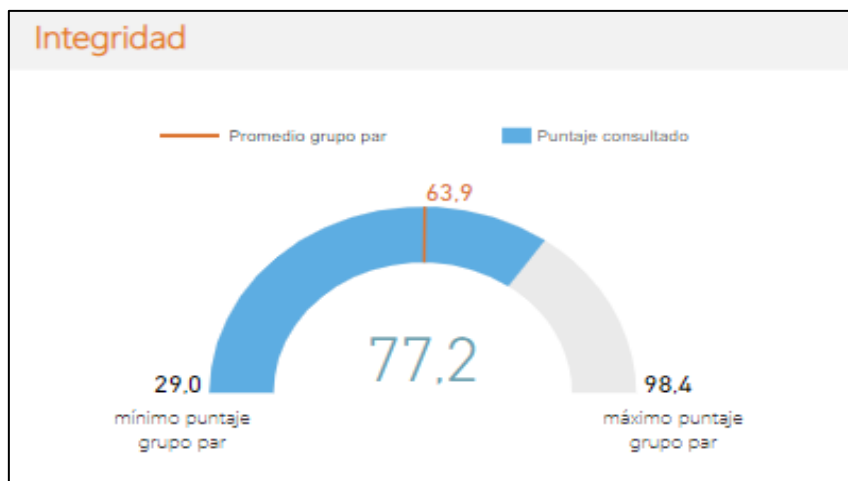 Integridad
Promedio grupo par
Puntaje consultado
63,9
77,2
29,0
mínimo puntaje
grupo par
98,4
máximo puntaje
grupo par